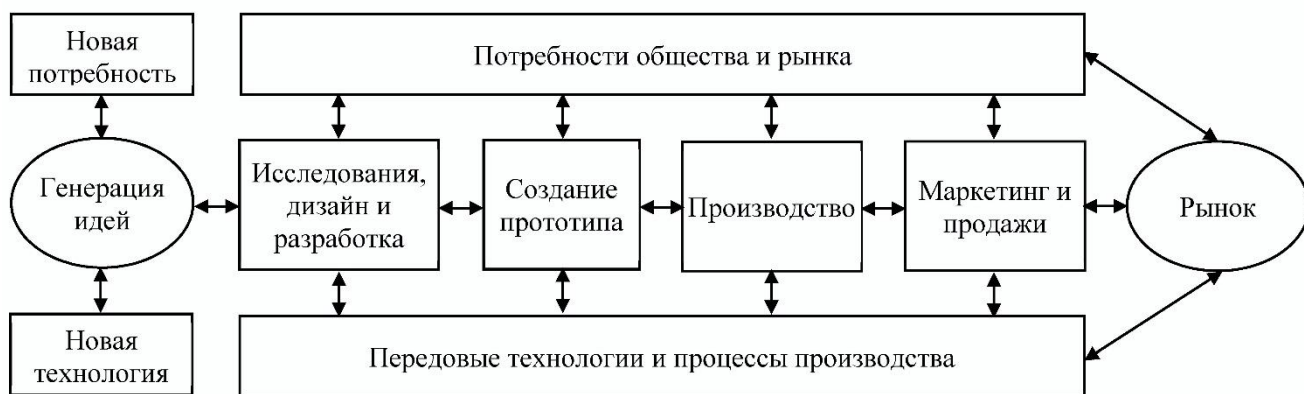 Новая
потребность
Потребности общества и рынка
Генерация
идей
Исследования,
дизайн и
разработка
Создание
прототипа
Производство
Маркетинг и
продажи
Рынок
Новая
технология
Передовые технологии и процессы производства